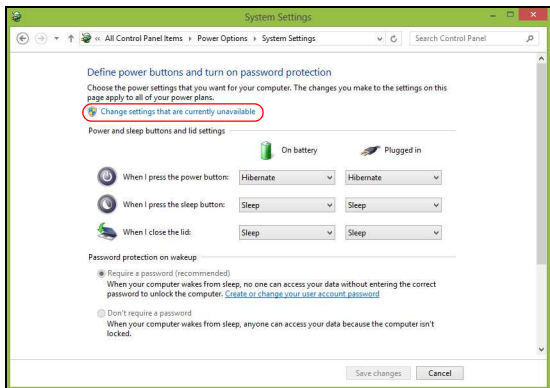 System Settings
« All Control Panel Items ▸ Power Options ▸ System Settings
Search Control Panel
Define power buttons and turn on password protection
Choose the power settings that you want for your computer. The changes you make to the settings on this
page apply to all of your power plans.
Change settings that are currently unavailable
Power and sleep buttons and lid settings
On battery Plugged in
When I press the power button: Hibernate Hibernate
When I press the sleep button: Sleep Sleep
When I close the lid: Sleep Sleep
Password protection on wakeup
Require a password (recommended)
When your computer wakes from sleep, no one can access your data without entering the correct
password to unlock the computer. Create or change your user account password
Don't require a password
When your computer wakes from sleep, anyone can access your data because the computer isn't
locked.
Save changes Cancel